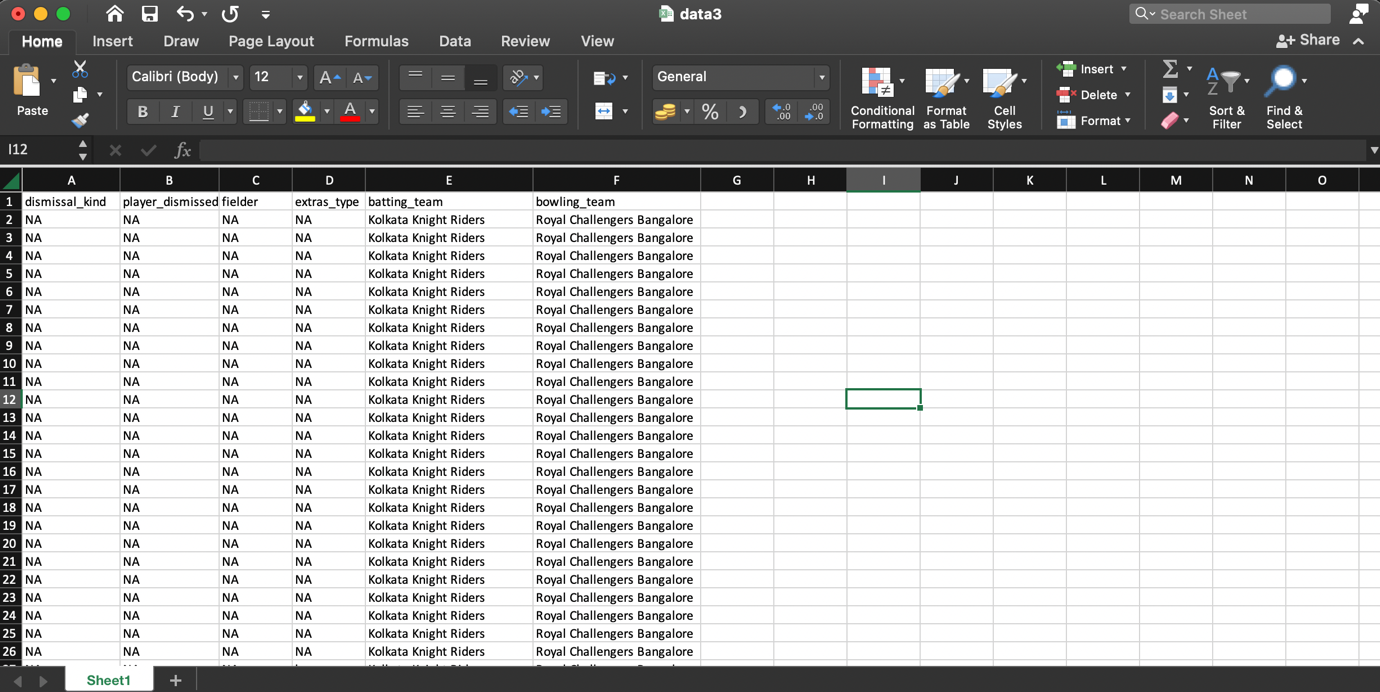 data3
Search Sheet
Home Insert Draw Page Layout Formulas Data Review View Share
Paste
Calibri (Body) 12 A A General
B I U A % Conditional Formatting Format as Table Cell Styles Insert Delete Format Sort & Filter Find & Select
I12 fx
A B C D E F G H I J K L M N O
1 dismissal_kind player_dismissed fielder extras_type batting_team bowling_team
2 NA NA NA NA Kolkata Knight Riders Royal Challengers Bangalore
3 NA NA NA NA Kolkata Knight Riders Royal Challengers Bangalore
4 NA NA NA NA Kolkata Knight Riders Royal Challengers Bangalore
5 NA NA NA NA Kolkata Knight Riders Royal Challengers Bangalore
6 NA NA NA NA Kolkata Knight Riders Royal Challengers Bangalore
7 NA NA NA NA Kolkata Knight Riders Royal Challengers Bangalore
8 NA NA NA NA Kolkata Knight Riders Royal Challengers Bangalore
9 NA NA NA NA Kolkata Knight Riders Royal Challengers Bangalore
10 NA NA NA NA Kolkata Knight Riders Royal Challengers Bangalore
11 NA NA NA NA Kolkata Knight Riders Royal Challengers Bangalore
12 NA NA NA NA Kolkata Knight Riders Royal Challengers Bangalore
13 NA NA NA NA Kolkata Knight Riders Royal Challengers Bangalore
14 NA NA NA NA Kolkata Knight Riders Royal Challengers Bangalore
15 NA NA NA NA Kolkata Knight Riders Royal Challengers Bangalore
16 NA NA NA NA Kolkata Knight Riders Royal Challengers Bangalore
17 NA NA NA NA Kolkata Knight Riders Royal Challengers Bangalore
18 NA NA NA NA Kolkata Knight Riders Royal Challengers Bangalore
19 NA NA NA NA Kolkata Knight Riders Royal Challengers Bangalore
20 NA NA NA NA Kolkata Knight Riders Royal Challengers Bangalore
21 NA NA NA NA Kolkata Knight Riders Royal Challengers Bangalore
22 NA NA NA NA Kolkata Knight Riders Royal Challengers Bangalore
23 NA NA NA NA Kolkata Knight Riders Royal Challengers Bangalore
24 NA NA NA NA Kolkata Knight Riders Royal Challengers Bangalore
25 NA NA NA NA Kolkata Knight Riders Royal Challengers Bangalore
26 NA NA NA NA Kolkata Knight Riders Royal Challengers Bangalore
Sheet1 +